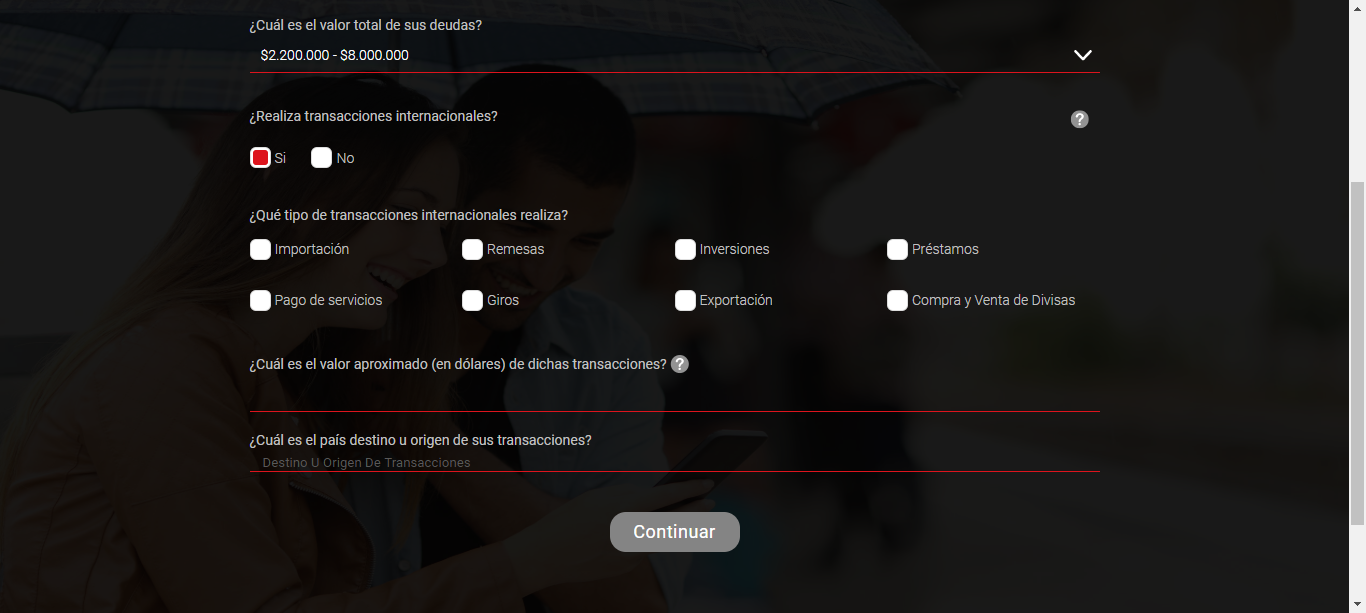 ¿Cuál es el valor total de sus deudas?
$2.200.000 - $8.000.000
¿Realiza transacciones internacionales?
?
Si No
¿Qué tipo de transacciones internacionales realiza?
Importación Remesas Inversiones Préstamos
Pago de servicios Giros Exportación Compra y Venta de Divisas
¿Cuál es el valor aproximado (en dólares) de dichas transacciones? ?
¿Cuál es el país destino u origen de sus transacciones?
Destino U Origen De Transacciones
Continuar